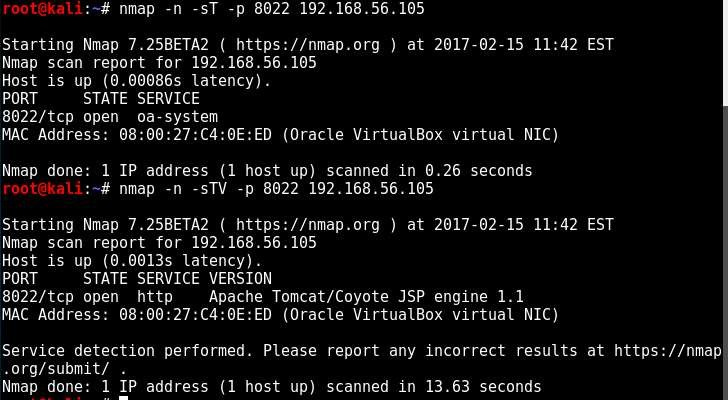 root@kali:~# nmap -n -sT -p 8022 192.168.56.105
Starting Nmap 7.25BETA2 ( https://nmap.org ) at 2017-02-15 11:42 EST
Nmap scan report for 192.168.56.105
Host is up (0.00086s latency).
PORT     STATE SERVICE
8022/tcp open  oa-system
MAC Address: 08:00:27:C4:0E:ED (Oracle VirtualBox virtual NIC)
Nmap done: 1 IP address (1 host up) scanned in 0.26 seconds
root@kali:~# nmap -n -sTV -p 8022 192.168.56.105
Starting Nmap 7.25BETA2 ( https://nmap.org ) at 2017-02-15 11:42 EST
Nmap scan report for 192.168.56.105
Host is up (0.0013s latency).
PORT     STATE SERVICE VERSION
8022/tcp open  http    Apache Tomcat/Coyote JSP engine 1.1
MAC Address: 08:00:27:C4:0E:ED (Oracle VirtualBox virtual NIC)
Service detection performed. Please report any incorrect results at https://nmap
.org/submit/ .
Nmap done: 1 IP address (1 host up) scanned in 13.63 seconds
root@kali:~#